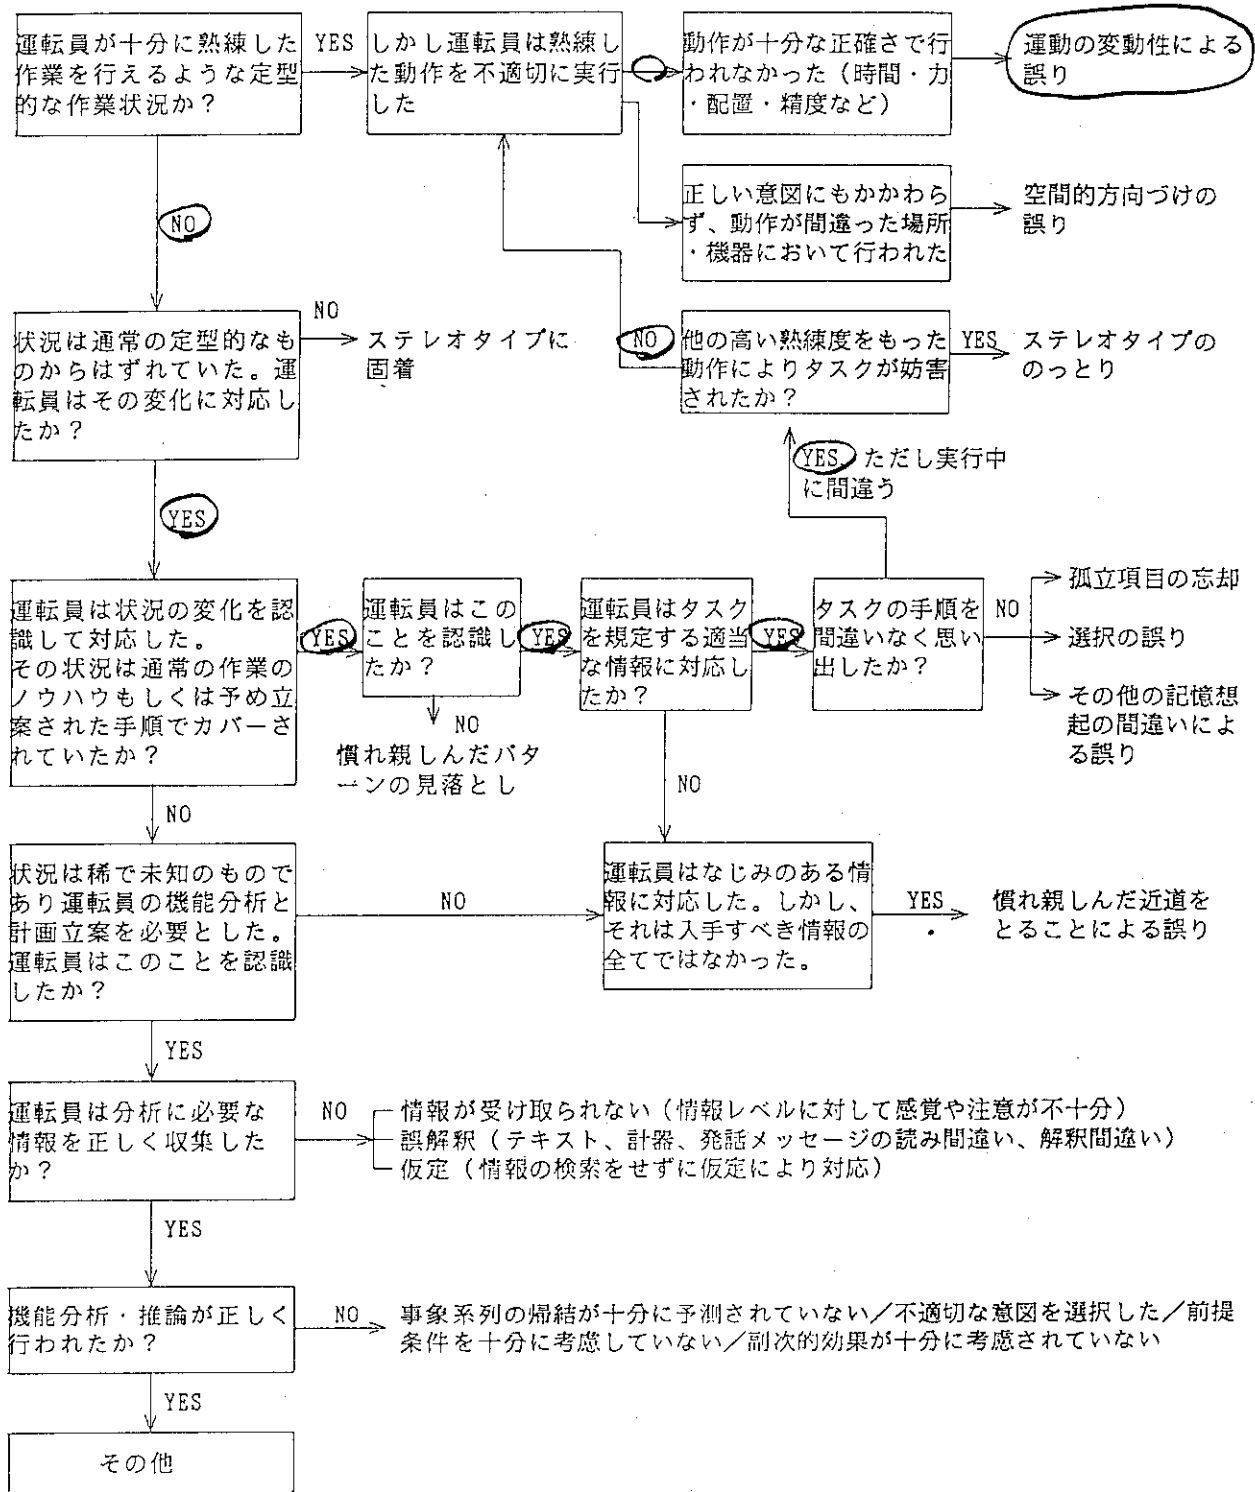 運転員が十分に熟練した
作業を行えるような定型
的な作業状況か?
YES
しかし運転員は熟練し
た動作を不適切に実行
した
動作が十分な正確さで行
われなかった(時間・力
・配置・精度など)
運動の変動性による
誤り
正しい意図にもかかわら
ず、動作が間違った場所
・機器において行われた
空間的方向づけの
誤り
NO
状況は通常の定型的なも
のからはずれていた。運
転員はその変化に対応し
たか?
NO
ステレオタイプに
固着
NO
他の高い熟練度をもった
動作によりタスクが妨害
されたか?
YES
ステレオタイプの
のっとり
YES ただし実行中
に間違う
YES
運転員は状況の変化を認
識して対応した。
その状況は通常の作業の
ノウハウもしくは予め立
案された手順でカバーさ
れていたか?
YES
運転員はこの
ことを認識し
たか?
YES
運転員はタスク
を規定する適当
な情報に対応し
たか?
YES
タスクの手順を
間違いなく思い
出したか?
NO
孤立項目の忘却
選択の誤り
その他の記憶想
起の間違いによ
る誤り
NO
慣れ親しんだパタ
ーンの見落とし
NO
NO
状況は稀で未知のもので
あり運転員の機能分析と
計画立案を必要とした。
運転員はこのことを認識
したか?
NO
運転員はなじみのある情
報に対応した。しかし、
それは入手すべき情報の
全てではなかった。
YES
慣れ親しんだ近道を
とることによる誤り
YES
運転員は分析に必要な
情報を正しく収集した
か?
NO
情報が受け取られない(情報レベルに対して感覚や注意が不十分)
誤解釈(テキスト、計器、発話メッセージの読み間違い、解釈間違い)
仮定(情報の検索をせずに仮定により対応)
YES
機能分析・推論が正しく
行われたか?
NO
事象系列の帰結が十分に予測されていない/不適切な意図を選択した/前提
条件を十分に考慮していない/副次的効果が十分に考慮されていない
YES
その他